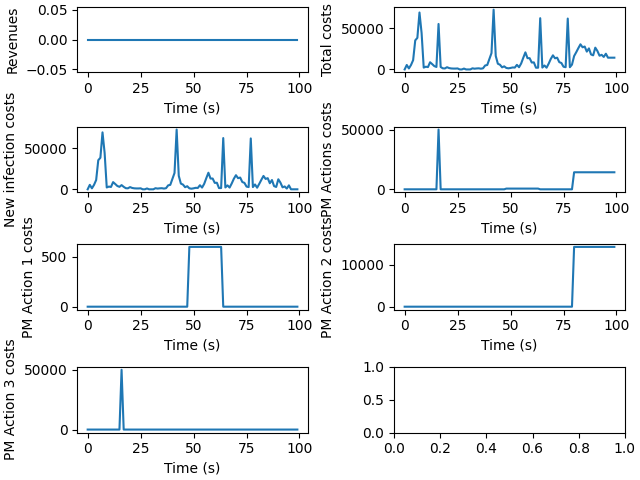 Revenues
0.05
0.00
−0.05
0 25 50 75 100
Time (s)
Total costs
50000
0
0 25 50 75 100
Time (s)
New infection costs
50000
0
0 25 50 75 100
Time (s)
PM Actions costs
50000
0
0 25 50 75 100
Time (s)
PM Action 1 costs
500
0
0 25 50 75 100
Time (s)
PM Action 2 costs
10000
0
0 25 50 75 100
Time (s)
PM Action 3 costs
50000
0
0 25 50 75 100
Time (s)
1.0
0.5
0.0
0.0 0.2 0.4 0.6 0.8 1.0